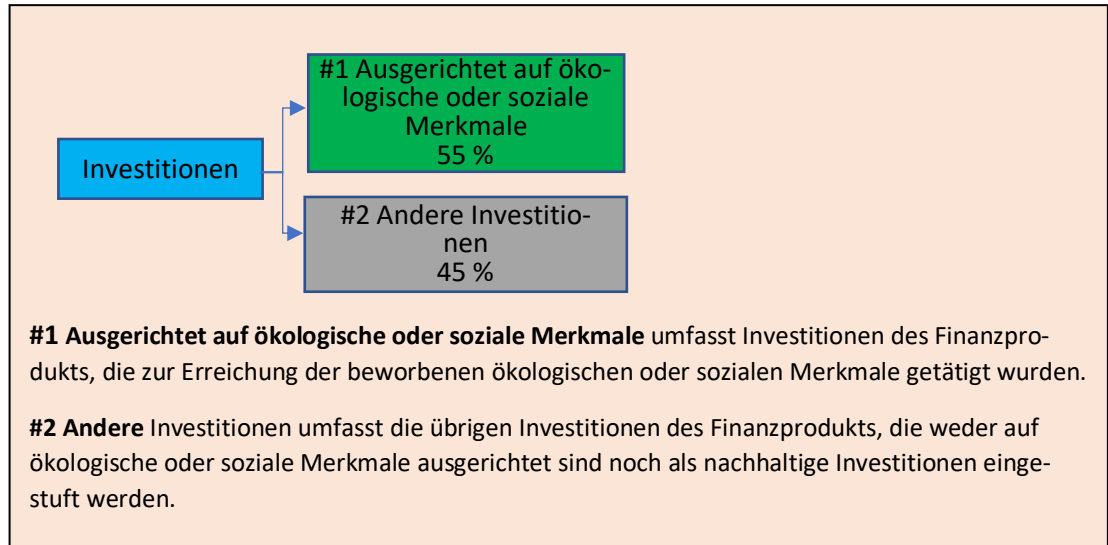 #1 Ausgerichtet auf öko-
logische oder soziale
Merkmale
55 %
Investitionen
#2 Andere Investitio-
nen
45 %
#1 Ausgerichtet auf ökologische oder soziale Merkmale umfasst Investitionen des Finanzpro-
dukts, die zur Erreichung der beworbenen ökologischen oder sozialen Merkmale getätigt wurden.
#2 Andere Investitionen umfasst die übrigen Investitionen des Finanzprodukts, die weder auf
ökologische oder soziale Merkmale ausgerichtet sind noch als nachhaltige Investitionen einge-
stuft werden.